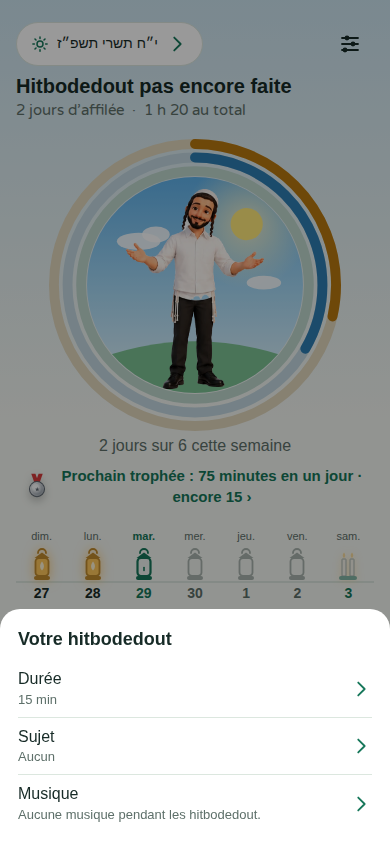 י״ח תשרי תשפ״ז
Hitbodedout pas encore faite
2 jours d'affilée · 1 h 20 au total
2 jours sur 6 cette semaine
Prochain trophée : 75 minutes en un jour ·
encore 15 ›
dim. lun. mar. mer. jeu. ven. sam.
27 28 29 30 1 2 3
Votre hitbodedout
Durée
15 min
Sujet
Aucun
Musique
Aucune musique pendant les hitbodedout.